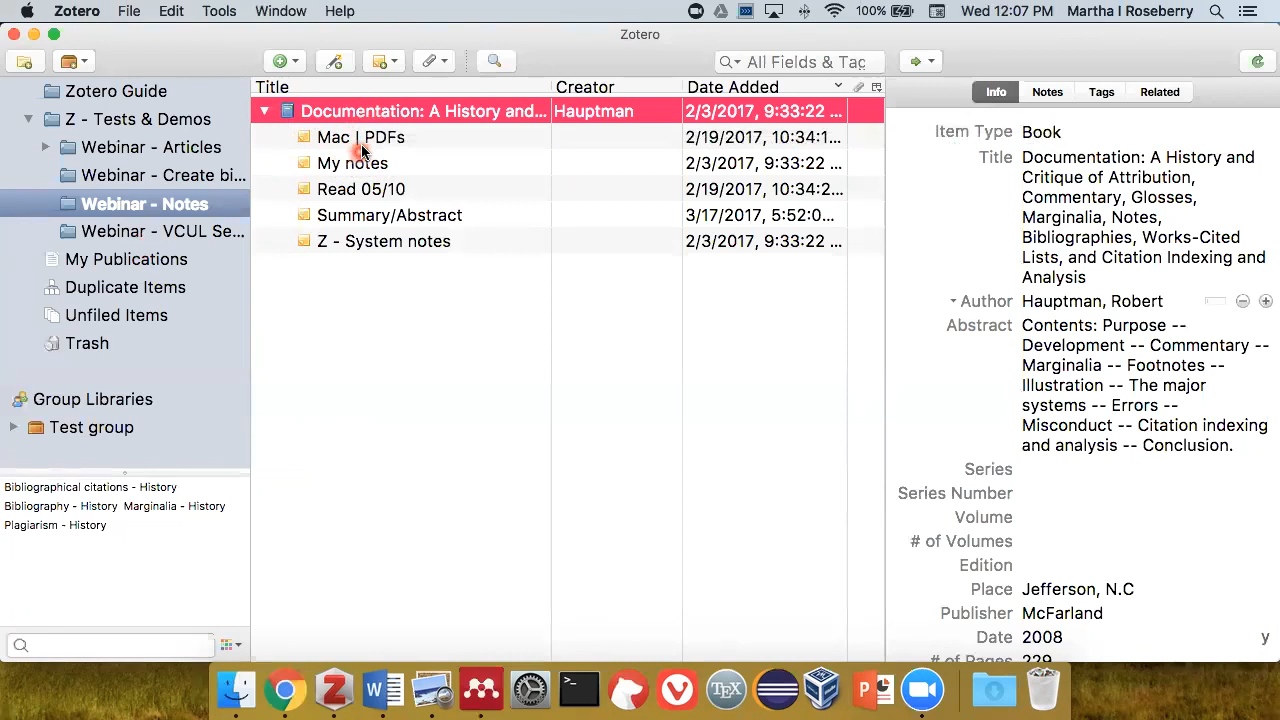 Zotero File Edit Tools Window Help 100% Wed 12:07 PM Martha I Roseberry
Zotero
All Fields & Tag
Zotero Guide
Z - Tests & Demos
Webinar - Articles
Webinar - Create bi...
Webinar - Notes
Webinar - VCUL Se...
My Publications
Duplicate Items
Unfiled Items
Trash
Group Libraries
Test group
Bibliographical citations - History
Bibliography - History Marginalia - History
Plagiarism - History
Title Creator Date Added
Documentation: A History and... Hauptman 2/3/2017, 9:33:22 ...
Mac | PDFs 2/19/2017, 10:34:1...
My notes 2/3/2017, 9:33:22 ...
Read 05/10 2/19/2017, 10:34:2...
Summary/Abstract 3/17/2017, 5:52:0...
Z - System notes 2/3/2017, 9:33:22 ...
Info Notes Tags Related
Item Type Book
Title Documentation: A History and
Critique of Attribution,
Commentary, Glosses,
Marginalia, Notes,
Bibliographies, Works-Cited
Lists, and Citation Indexing and
Analysis
Author Hauptman, Robert
Abstract Contents: Purpose --
Development -- Commentary --
Marginalia -- Footnotes --
Illustration -- The major
systems -- Errors --
Misconduct -- Citation indexing
and analysis -- Conclusion.
Series
Series Number
Volume
# of Volumes
Edition
Place Jefferson, N.C
Publisher McFarland
Date 2008 y
# of Pages 229
W
TEX
P